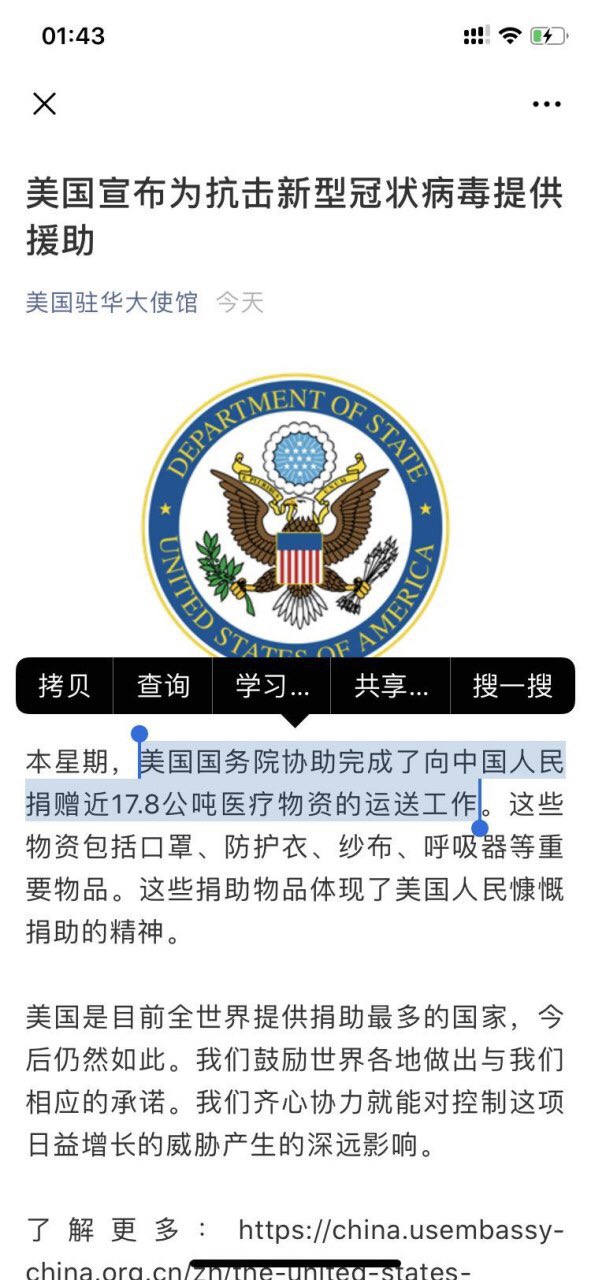 01:43
美国宣布为抗击新型冠状病毒提供
援助
美国驻华大使馆 今天
DEPARTMENT OF STATE
E PLURIBUS UNUM
UNITED STATES OF AMERICA
拷贝 查询 学习... 共享... 搜一搜
本星期，美国国务院协助完成了向中国人民
捐赠近17.8公吨医疗物资的运送工作。这些
物资包括口罩、防护衣、纱布、呼吸器等重
要物品。这些捐助物品体现了美国人民慷慨
捐助的精神。
美国是目前全世界提供捐助最多的国家，今
后仍然如此。我们鼓励世界各地做出与我们
相应的承诺。我们齐心协力就能对控制这项
日益增长的威胁产生的深远影响。
了解更多：https://china.usembassy-
china.org.cn/zh/the-united-states-